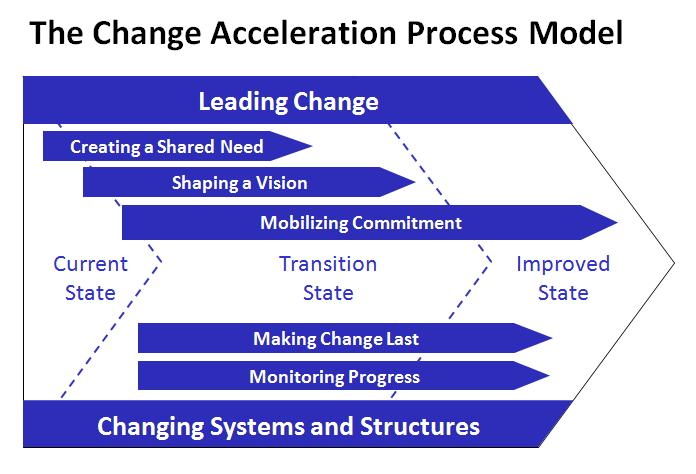 The Change Acceleration Process Model
Leading Change
Creating a Shared Need
Shaping a Vision
Mobilizing Commitment
Current
State
Transition
State
Improved
State
Making Change Last
Monitoring Progress
Changing Systems and Structures